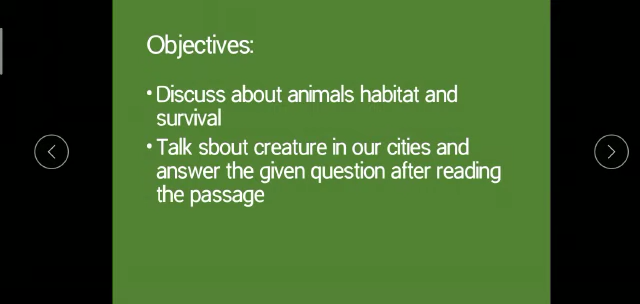 Objectives:
• Discuss about animals habitat and
survival
• Talk sbout creature in our cities and
answer the given question after reading
the passage